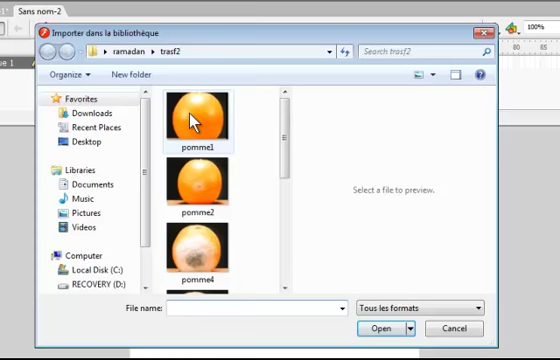 Sans nom-2*
Importer dans la bibliothèque
100%
ramadan
trasf2
Search trasf2
Organize
New folder
80
85
Favorites
Downloads
Recent Places
Desktop
Libraries
Documents
Music
Pictures
Videos
Computer
Local Disk (C:)
RECOVERY (D:)
pomme1
pomme2
pomme4
Select a file to preview.
File name:
Tous les formats
Open
Cancel